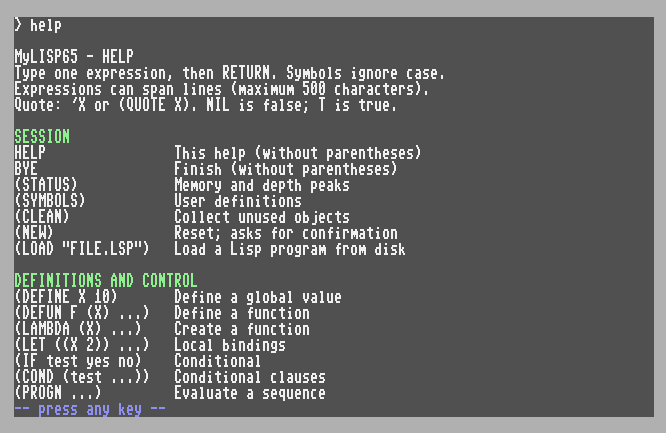 > help
MyLISP65 - HELP
Type one expression, then RETURN. Symbols ignore case.
Expressions can span lines (maximum 500 characters).
Quote: 'X or (QUOTE X). NIL is false; T is true.
SESSION
HELP This help (without parentheses)
BYE Finish (without parentheses)
(STATUS) Memory and depth peaks
(SYMBOLS) User definitions
(CLEAN) Collect unused objects
(NEW) Reset; asks for confirmation
(LOAD "FILE.LSP") Load a Lisp program from disk
DEFINITIONS AND CONTROL
(DEFINE X 10) Define a global value
(DEFUN F (X) ...) Define a function
(LAMBDA (X) ...) Create a function
(LET ((X 2)) ...) Local bindings
(IF test yes no) Conditional
(COND (test ...)) Conditional clauses
(PROGN ...) Evaluate a sequence
-- press any key --